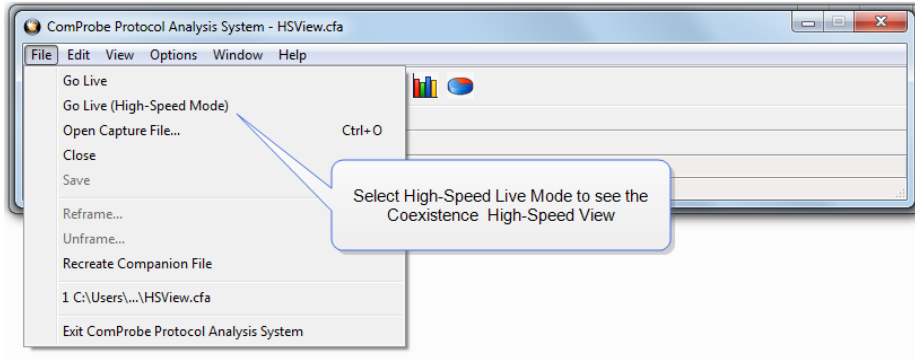 ComProbe Protocol Analysis System - HSView.cfa
File Edit View Options Window Help
Go Live
Go Live (High-Speed Mode)
Open Capture File... Ctrl+O
Close
Save
Reframe...
Unframe...
Recreate Companion File
1 C:\Users\...\HSView.cfa
Exit ComProbe Protocol Analysis System
Select High-Speed Live Mode to see the
Coexistence High-Speed View